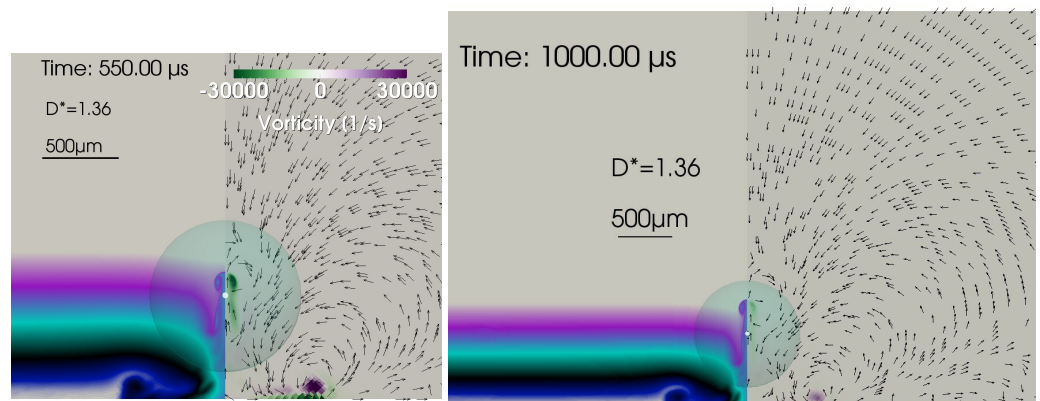 Time: 550.00 µs
-30000 0 30000
D*=1.36
Vorticity (1/s)
500µm
Time: 1000.00 µs
D*=1.36
500µm